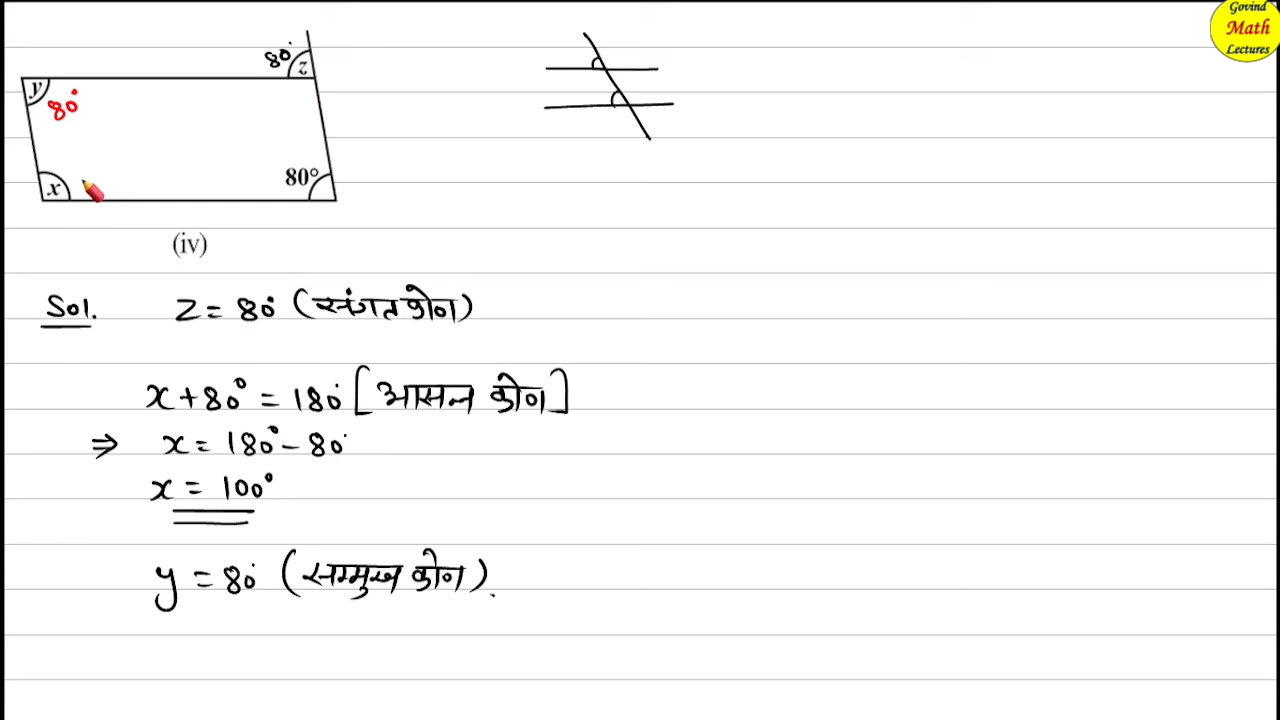 Govind
Math
Lectures
80°
z
y
80°
x
80°
(iv)
Sol. z = 80° (संगत कोण)
x + 80° = 180° [आसन्न कोण]
⇒ x = 180° - 80°
x = 100°
y = 80° (सम्मुख कोण).